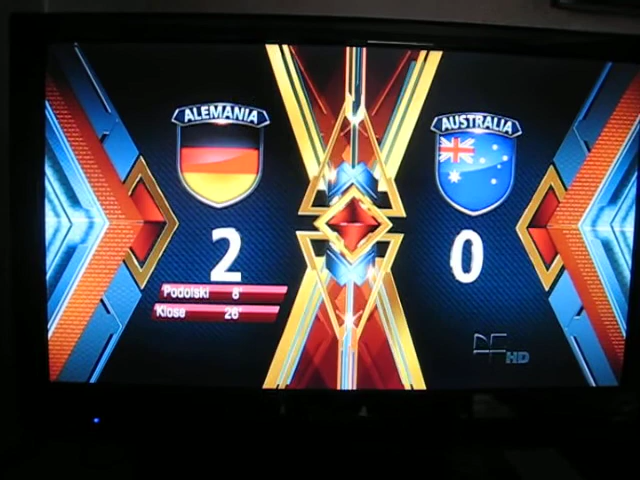 ALEMANIA
AUSTRALIA
2
0
Podolski 8'
Klose 26'
HD